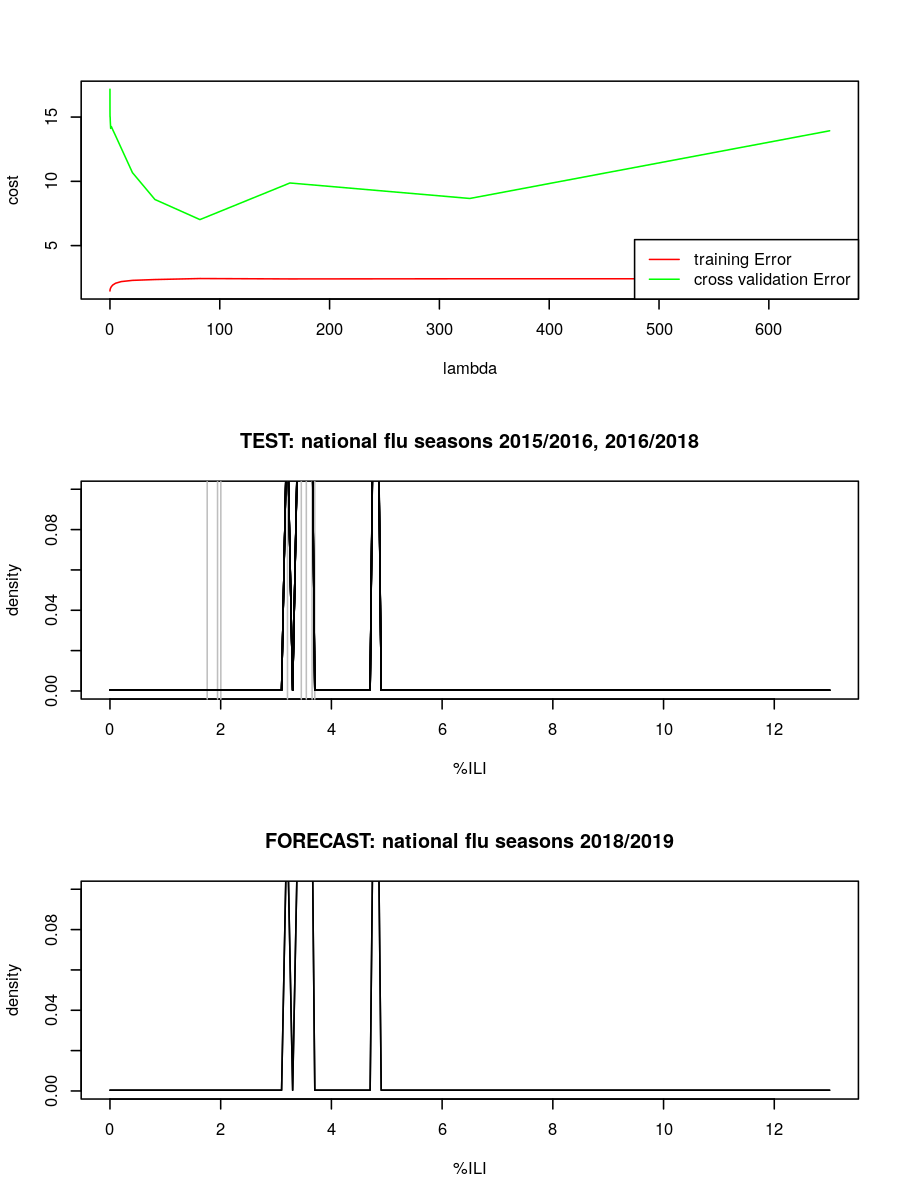 15
10
5
cost
training Error
cross validation Error
0 100 200 300 400 500 600
lambda
TEST: national flu seasons 2015/2016, 2016/2018
0.08
0.04
0.00
density
0 2 4 6 8 10 12
%ILI
FORECAST: national flu seasons 2018/2019
0.08
0.04
0.00
density
0 2 4 6 8 10 12
%ILI